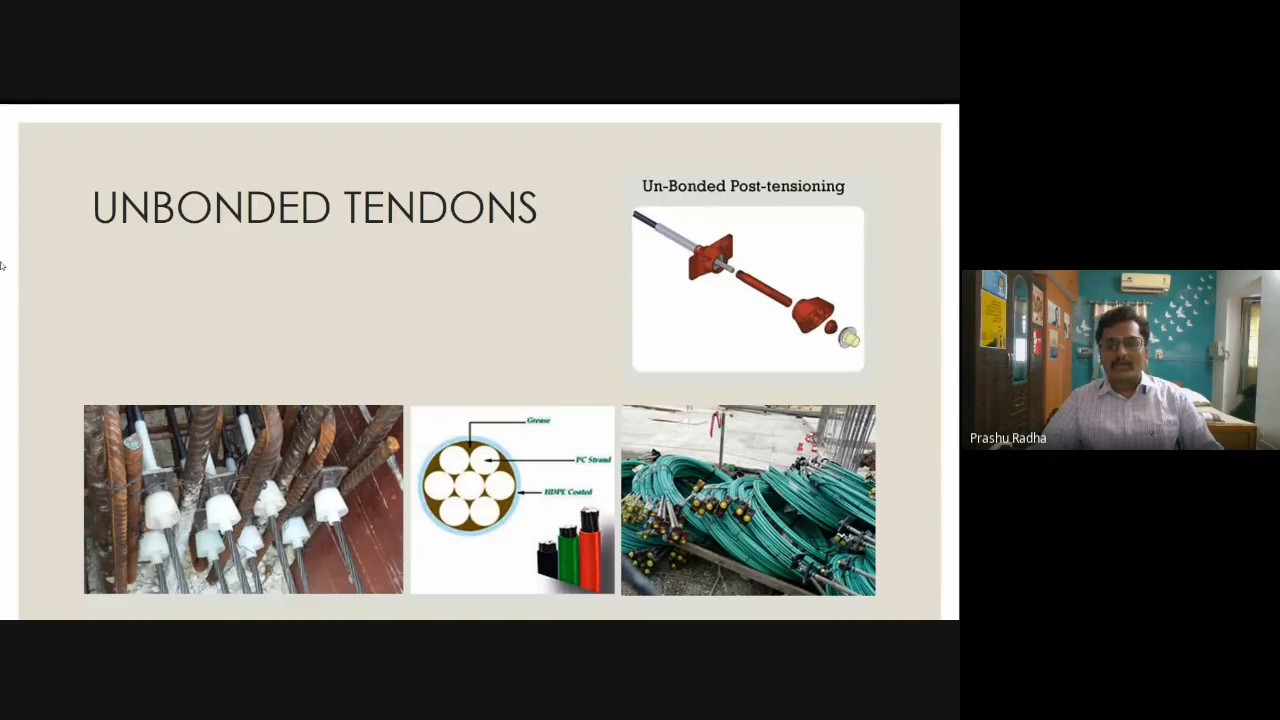 UNBONDED TENDONS
Un-Bonded Post-tensioning
Grease
PC Strand
HDPE Coated
Prashu Radha